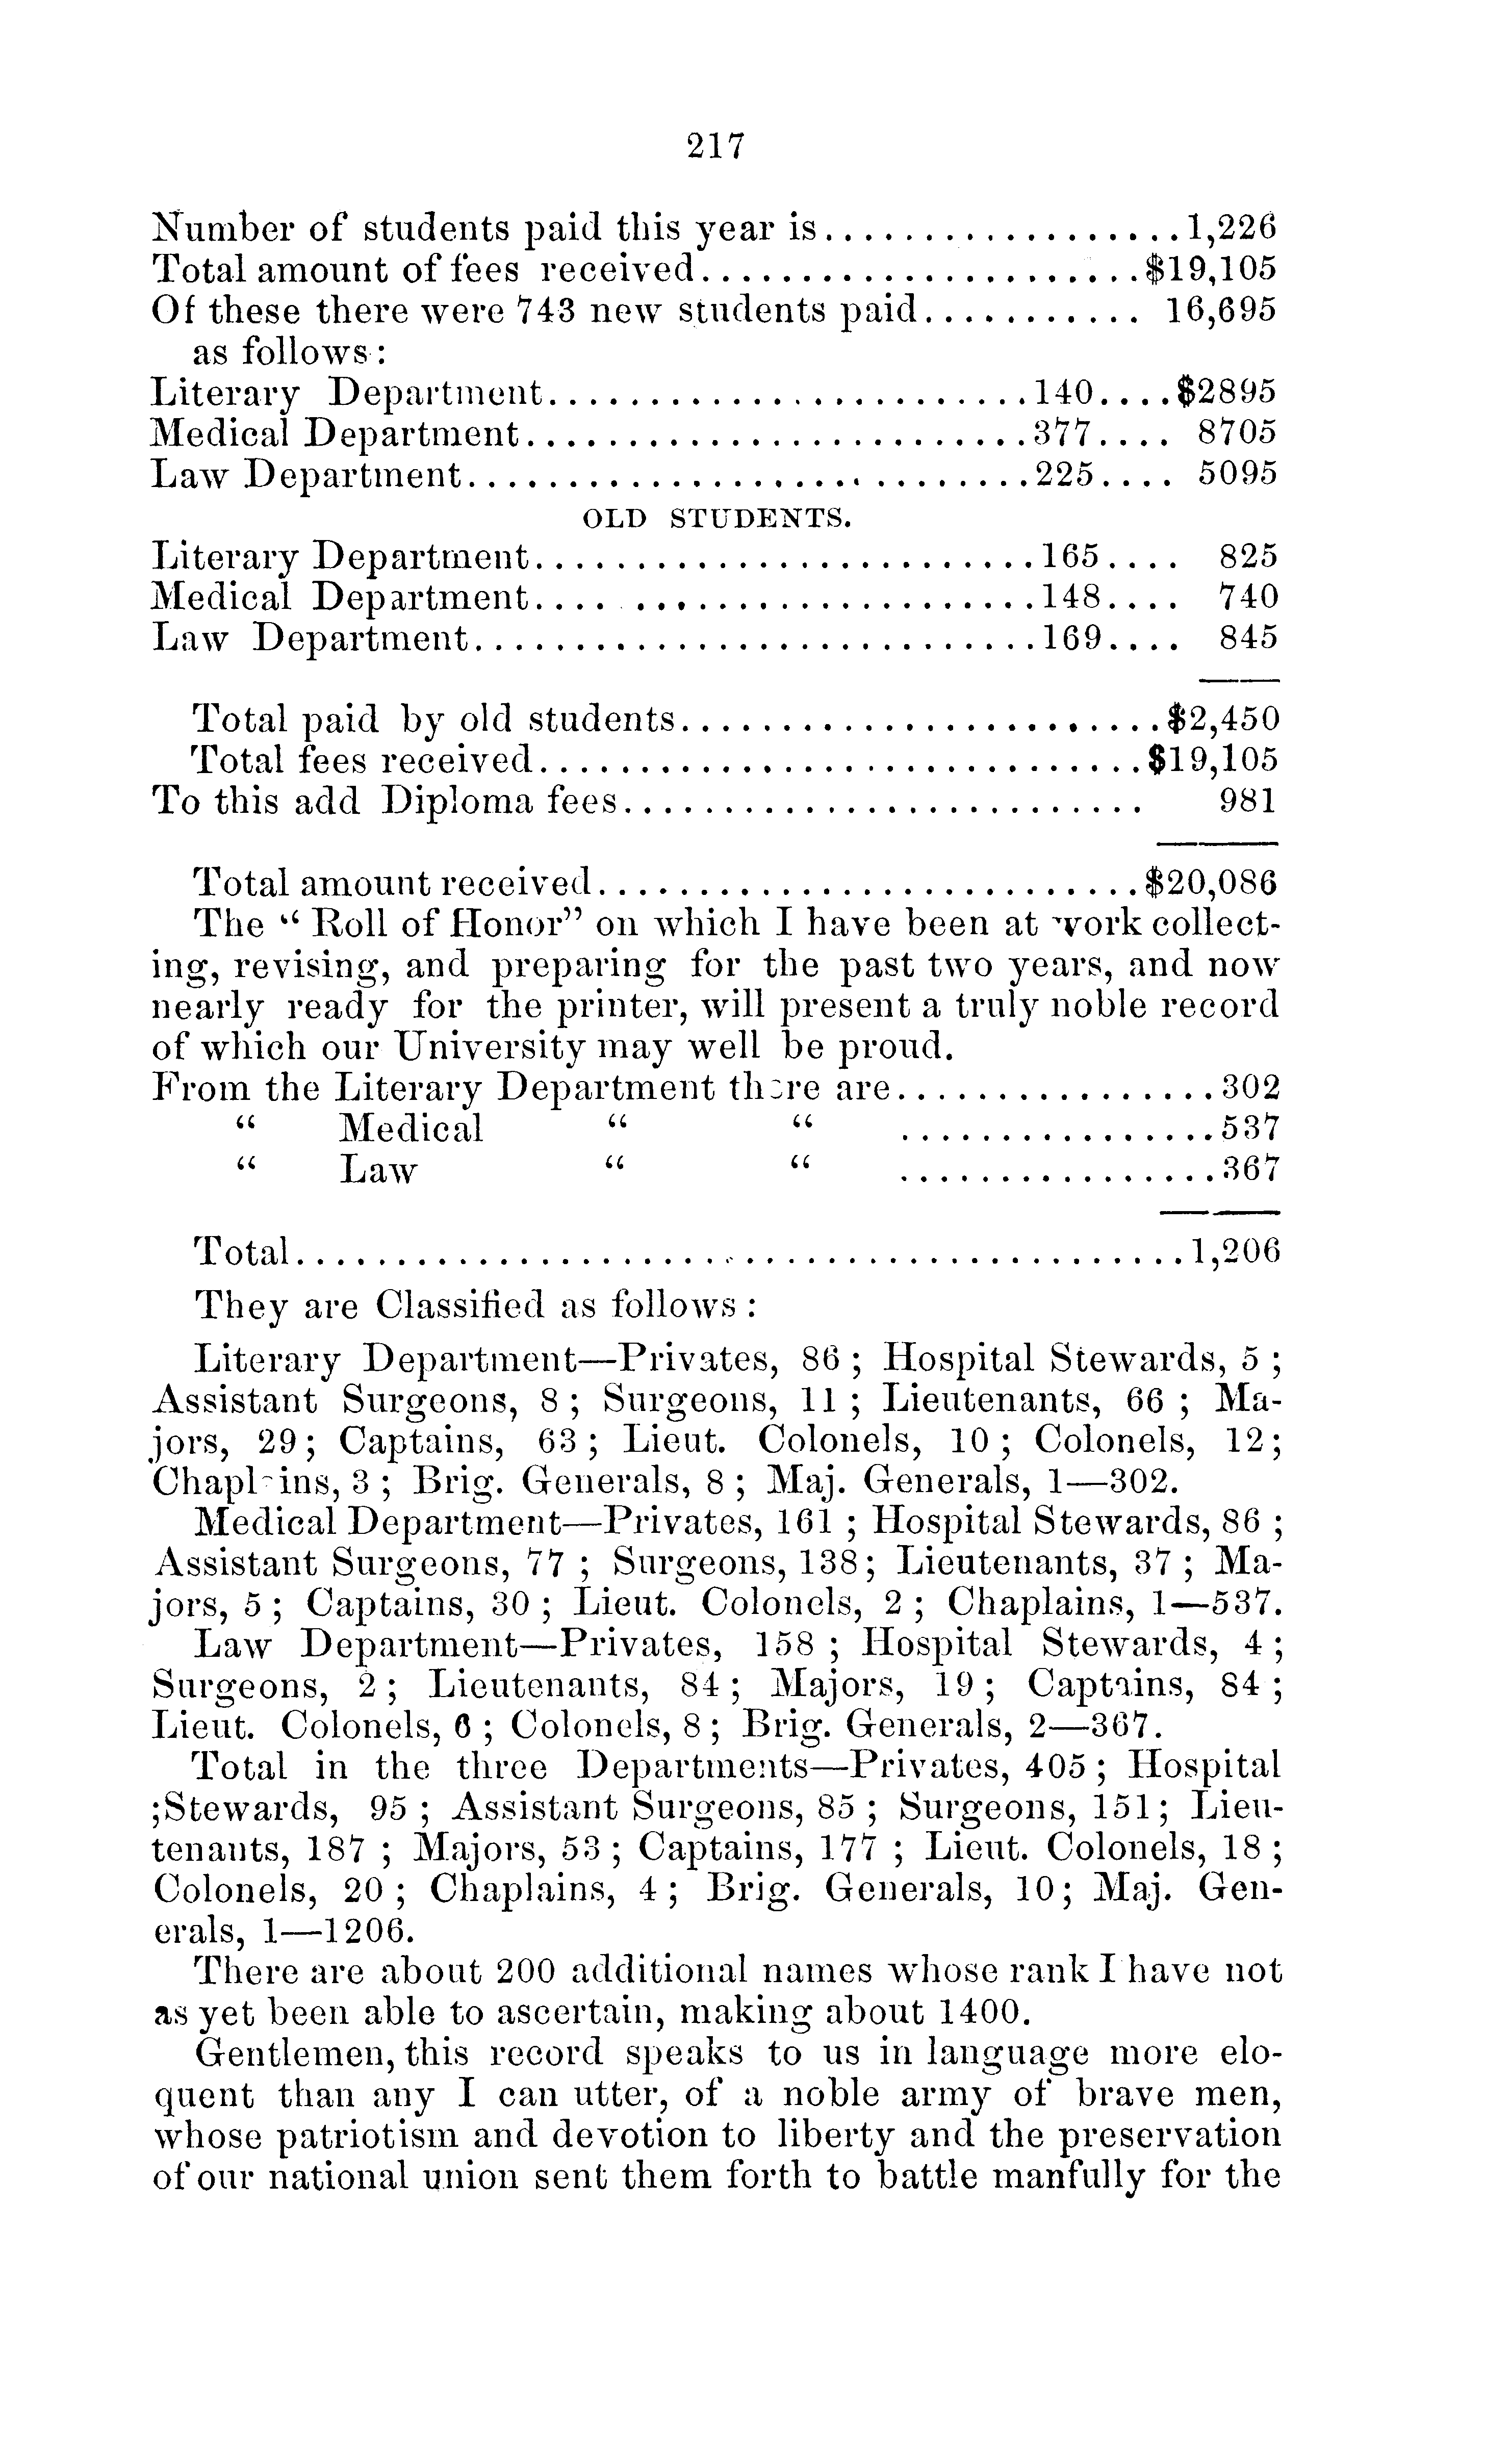 217
Number of students paid this year is..................1,226
Total amount of fees received......................$19,105
Of these there were 743 new students paid........... 16,695
as follows:
Literary Department........................140....$2895
Medical Department.........................377.... 8705
Law Department............................225.... 5095
OLD STUDENTS.
Literary Department.........................165.... 825
Medical Department.... ....................148.... 740
Law Department............................169.... 845
Total paid by old students........................$2,450
Total fees received..............................$19,105
To this add Diploma fees.......................... 981
Total amount received...........................$20,086
The “Roll of Honor” on which I have been at work collect-
ing, revising, and preparing for the past two years, and now
nearly ready for the printer, will present a truly noble record
of which our University may well be proud.
From the Literary Department there are................302
“ Medical “ “ ................537
“ Law “ “ ................367
Total............................................1,206
They are Classified as follows :
Literary Department—Privates, 86 ; Hospital Stewards, 5 ;
Assistant Surgeons, 8 ; Surgeons, 11 ; Lieutenants, 66 ; Ma-
jors, 29 ; Captains, 63 ; Lieut. Colonels, 10 ; Colonels, 12;
Chaplains, 3 ; Brig. Generals, 8 ; Maj. Generals, 1—302.
Medical Department—Privates, 161 ; Hospital Stewards, 86 ;
Assistant Surgeons, 77 ; Surgeons, 138; Lieutenants, 37 ; Ma-
jors, 5 ; Captains, 30 ; Lieut. Colonels, 2 ; Chaplains, 1—537.
Law Department—Privates, 158 ; Hospital Stewards, 4 ;
Surgeons, 2 ; Lieutenants, 84 ; Majors, 19 ; Captains, 84 ;
Lieut. Colonels, 6 ; Colonels, 8 ; Brig. Generals, 2—367.
Total in the three Departments—Privates, 405 ; Hospital
;Stewards, 95 ; Assistant Surgeons, 85 ; Surgeons, 151; Lieu-
tenants, 187 ; Majors, 53 ; Captains, 177 ; Lieut. Colonels, 18 ;
Colonels, 20 ; Chaplains, 4 ; Brig. Generals, 10; Maj. Gen-
erals, 1—1206.
There are about 200 additional names whose rank I have not
as yet been able to ascertain, making about 1400.
Gentlemen, this record speaks to us in language more elo-
quent than any I can utter, of a noble army of brave men,
whose patriotism and devotion to liberty and the preservation
of our national union sent them forth to battle manfully for the